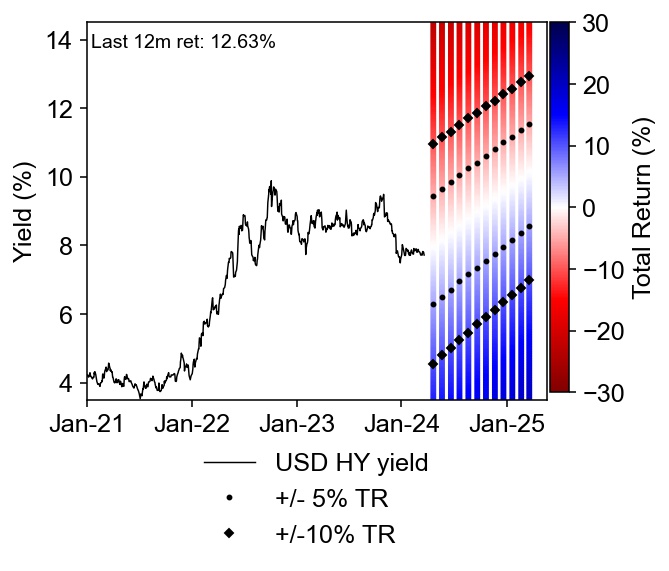 Last 12m ret: 12.63%
Yield (%)
14
12
10
8
6
4
Jan-21 Jan-22 Jan-23 Jan-24 Jan-25
30
20
10
0
−10
−20
−30
Total Return (%)
USD HY yield
+/- 5% TR
+/-10% TR